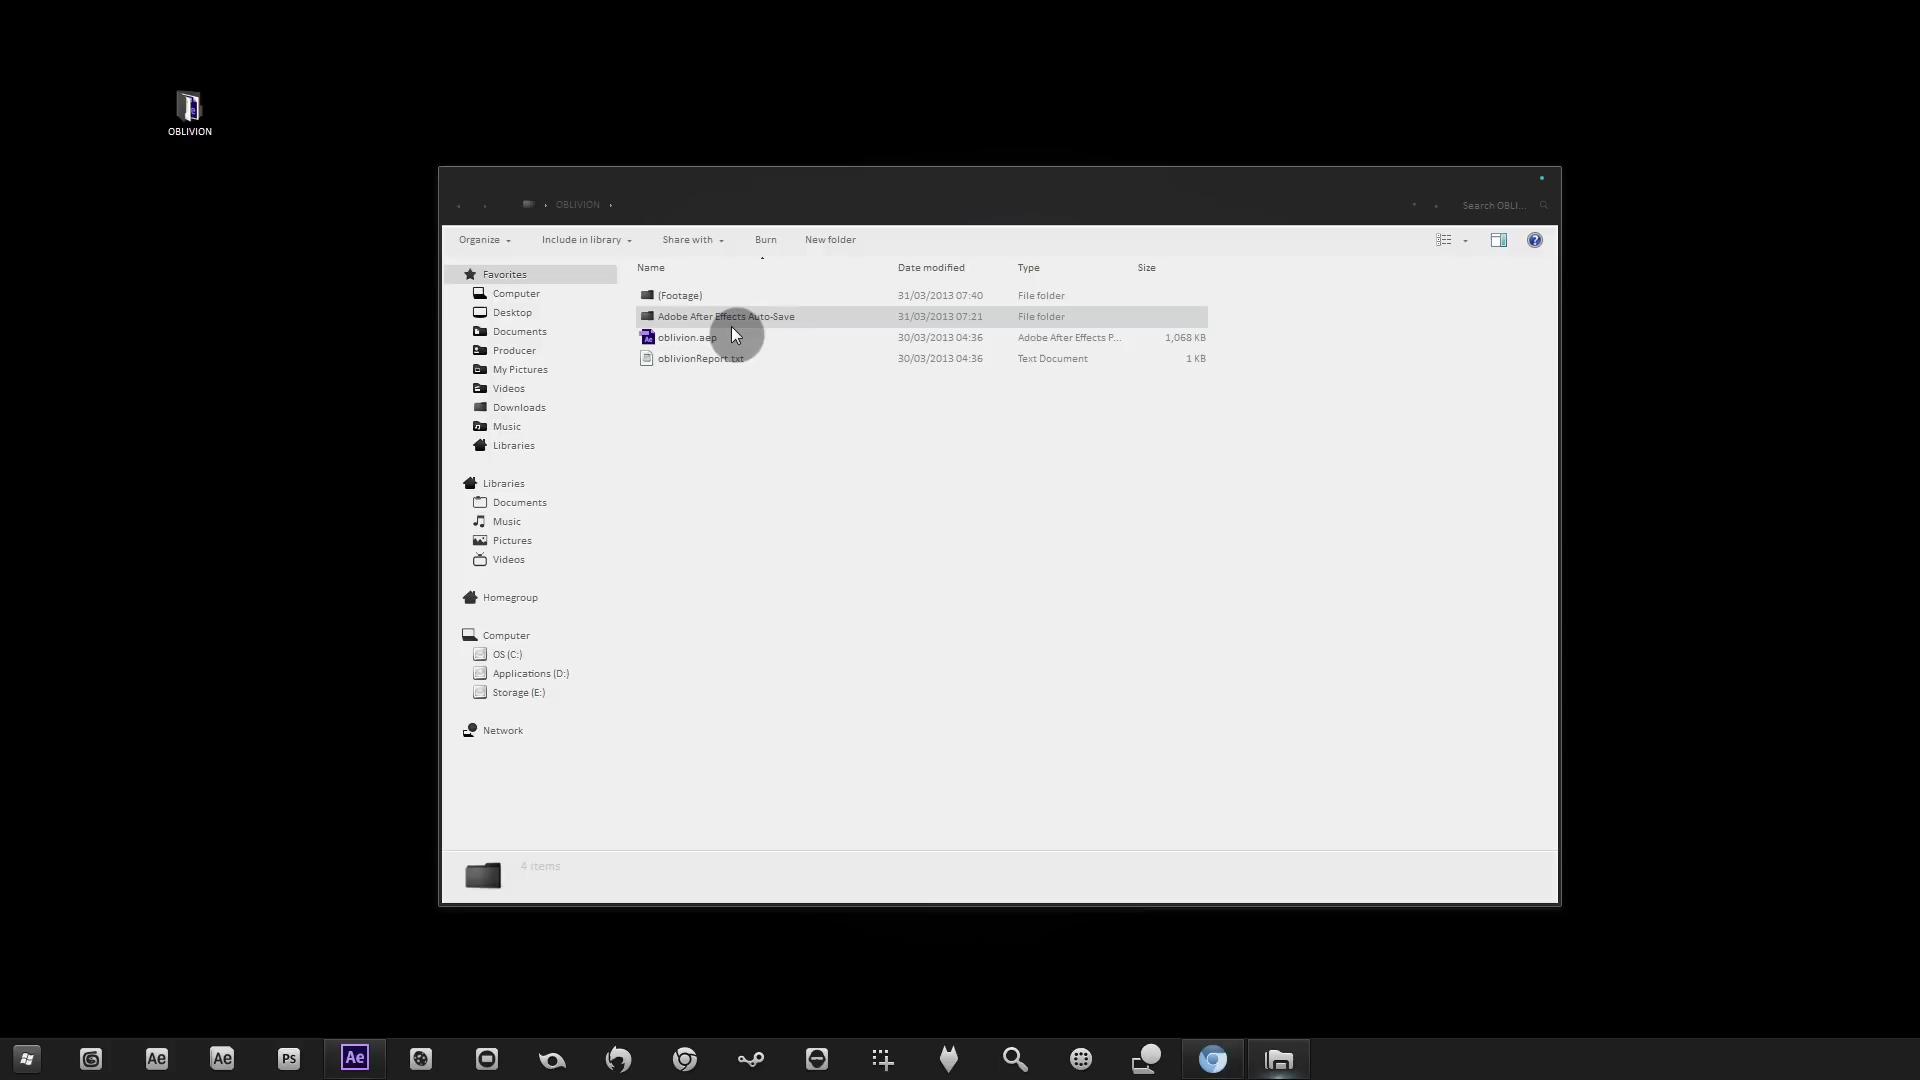 OBLIVION
OBLIVION
Search OBLI...
Organize Include in library Share with Burn New folder
Name Date modified Type Size
Favorites
Computer
Desktop
Documents
Producer
My Pictures
Videos
Downloads
Music
Libraries
Libraries
Documents
Music
Pictures
Videos
Homegroup
Computer
OS (C:)
Applications (D:)
Storage (E:)
Network
(Footage) 31/03/2013 07:40 File folder
Adobe After Effects Auto-Save 31/03/2013 07:21 File folder
oblivion.aep 30/03/2013 04:36 Adobe After Effects P... 1,068 KB
oblivionReport.txt 30/03/2013 04:36 Text Document 1 KB
4 items
Ae Ae Ps Ae